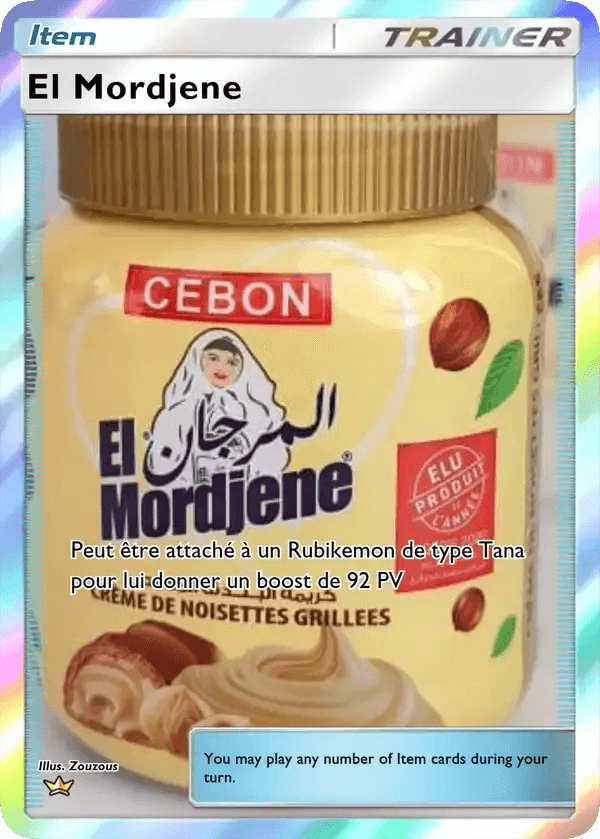 Item
TRAINER
El Mordjene
CEBON
المرجان
El
Mordjene
ELU
PRODUIT
DE
L'ANNÉE
Peut être attaché à un Rubikemon de type Tana
pour lui donner un boost de 92 PV
CRÈME DE NOISETTES GRILLEES
Illus. Zouzous
You may play any number of Item cards during your
turn.